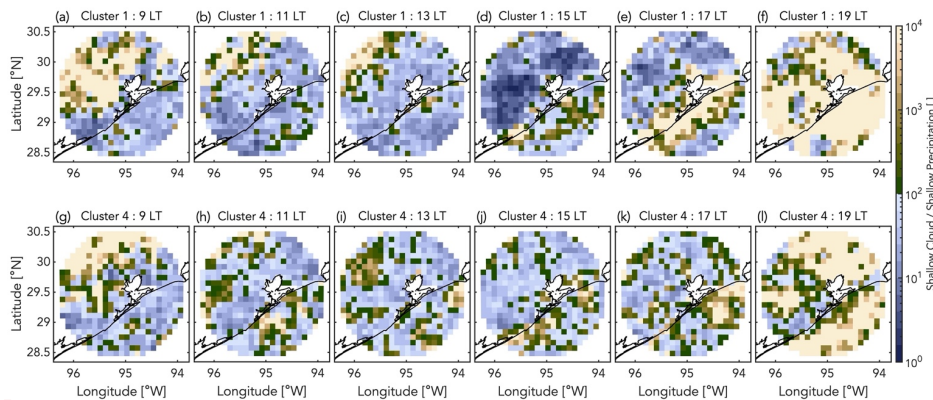 (a) Cluster 1 : 9 LT
(b) Cluster 1 : 11 LT
(c) Cluster 1 : 13 LT
(d) Cluster 1 : 15 LT
(e) Cluster 1 : 17 LT
(f) Cluster 1 : 19 LT
Latitude [°N]
30.5
30
29.5
29
28.5
96 95 94
96 95 94
96 95 94
96 95 94
96 95 94
96 95 94
(g) Cluster 4 : 9 LT
(h) Cluster 4 : 11 LT
(i) Cluster 4 : 13 LT
(j) Cluster 4 : 15 LT
(k) Cluster 4 : 17 LT
(l) Cluster 4 : 19 LT
Latitude [°N]
30.5
30
29.5
29
28.5
96 95 94
96 95 94
96 95 94
96 95 94
96 95 94
96 95 94
Longitude [°W]
Longitude [°W]
Longitude [°W]
Longitude [°W]
Longitude [°W]
Longitude [°W]
10⁴
10³
10²
10¹
10⁰
Shallow Cloud / Shallow Precipitation [ ]